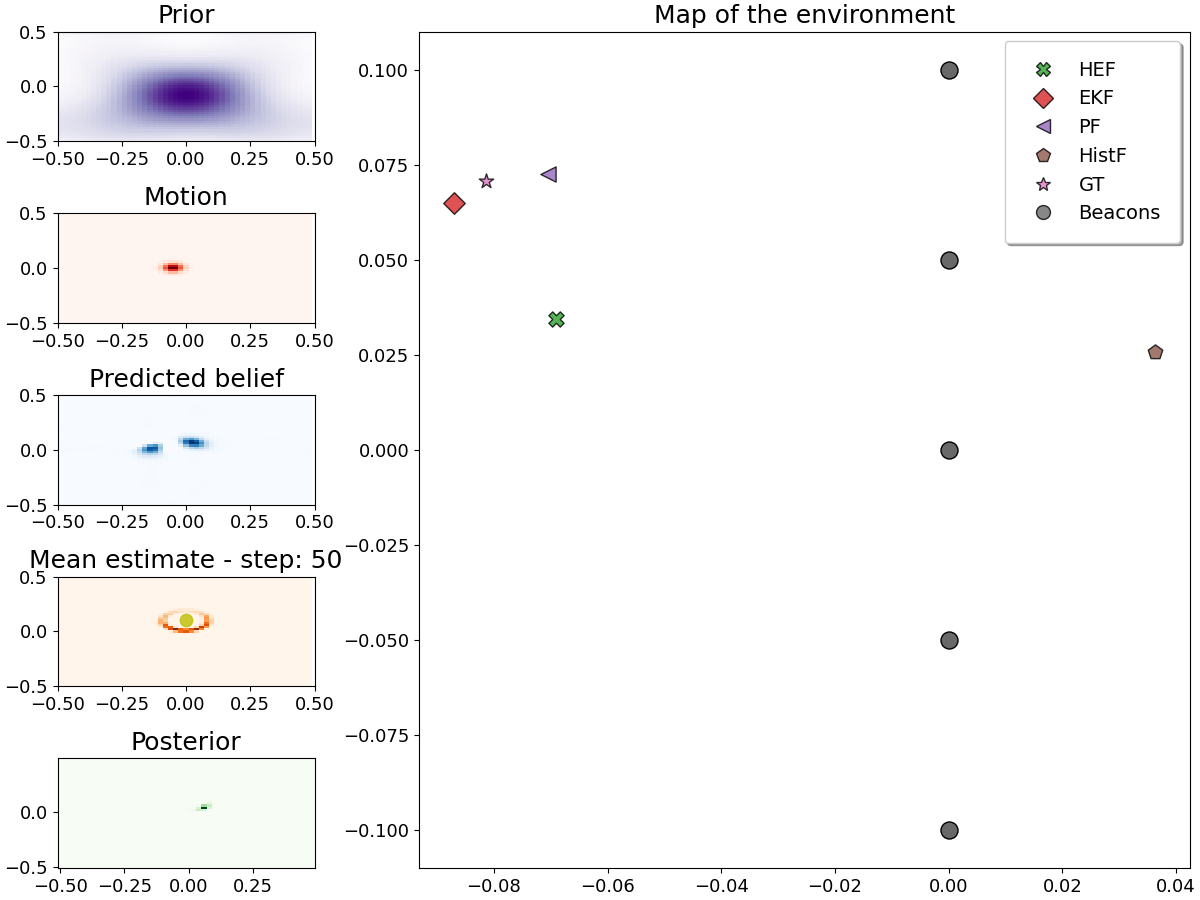 Prior
0.5
0.0
−0.5
−0.50 −0.25 0.00 0.25 0.50
Motion
0.5
0.0
−0.5
−0.50 −0.25 0.00 0.25 0.50
Predicted belief
0.5
0.0
−0.5
−0.50 −0.25 0.00 0.25 0.50
Mean estimate - step: 50
0.5
0.0
−0.5
−0.50 −0.25 0.00 0.25 0.50
Posterior
0.0
−0.5
−0.50 −0.25 0.00 0.25
Map of the environment
0.100
0.075
0.050
0.025
0.000
−0.025
−0.050
−0.075
−0.100
−0.08 −0.06 −0.04 −0.02 0.00 0.02 0.04
HEF
EKF
PF
HistF
GT
Beacons